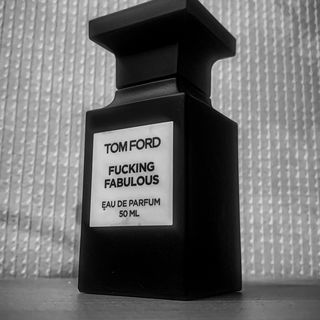 TOM FORD
FUCKING
FABULOUS
EAU DE PARFUM
50 ML